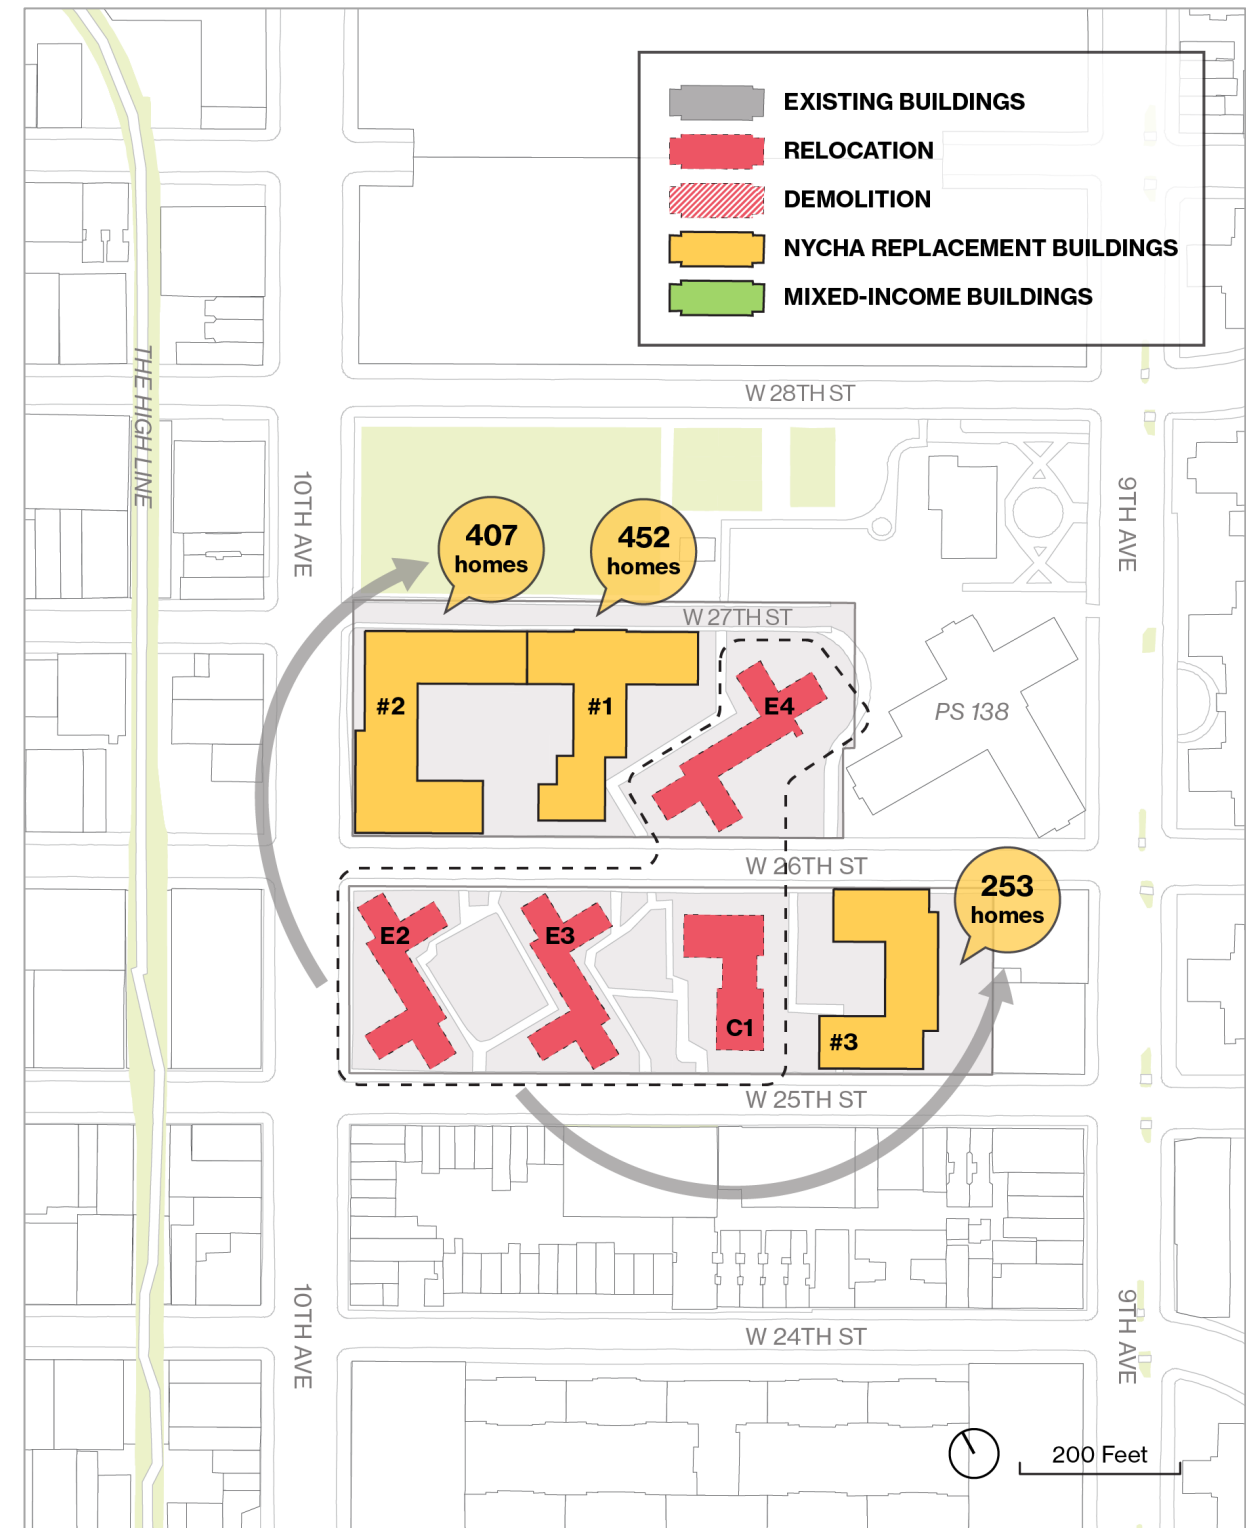 EXISTING BUILDINGS
RELOCATION
DEMOLITION
NYCHA REPLACEMENT BUILDINGS
MIXED-INCOME BUILDINGS
W 28TH ST
THE HIGH LINE
10TH AVE
9TH AVE
407
homes
452
homes
W 27TH ST
#2
#1
E4
PS 138
W 26TH ST
253
homes
E2
E3
C1
#3
W 25TH ST
10TH AVE
9TH AVE
W 24TH ST
200 Feet